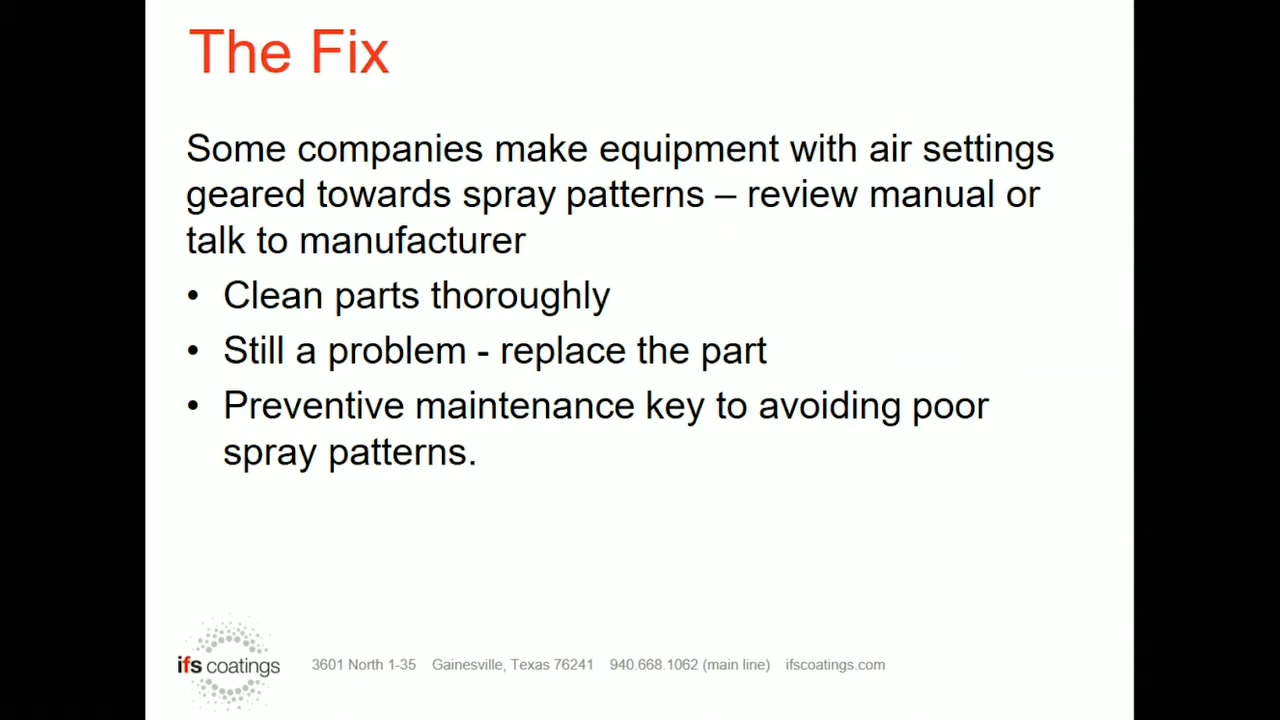 The Fix
Some companies make equipment with air settings
geared towards spray patterns – review manual or
talk to manufacturer
• Clean parts thoroughly
• Still a problem - replace the part
• Preventive maintenance key to avoiding poor
spray patterns.
ifs coatings 3601 North 1-35 Gainesville, Texas 76241 940.668.1062 (main line) ifscoatings.com